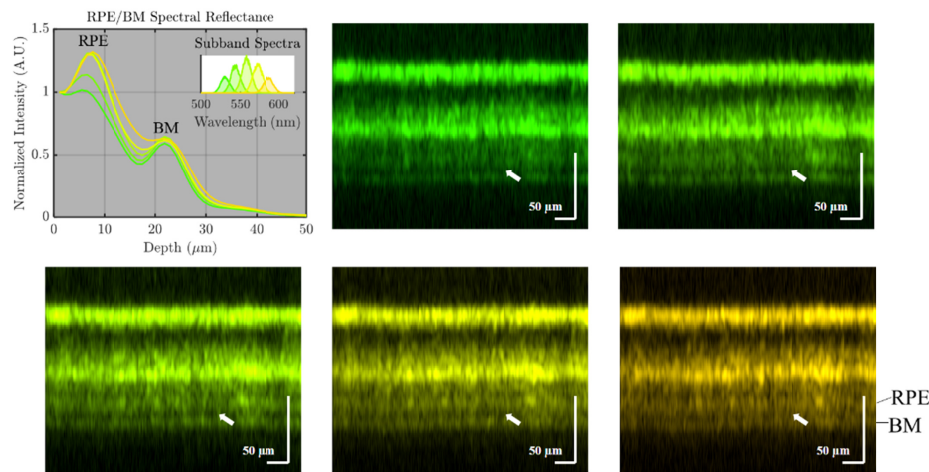 RPE/BM Spectral Reflectance
Normalized Intensity (A.U.)
1.5
1
0.5
0
RPE
BM
Subband Spectra
500 550 600
Wavelength (nm)
0 10 20 30 40 50
Depth (μm)
50 μm
50 μm
50 μm
50 μm
50 μm
RPE
BM